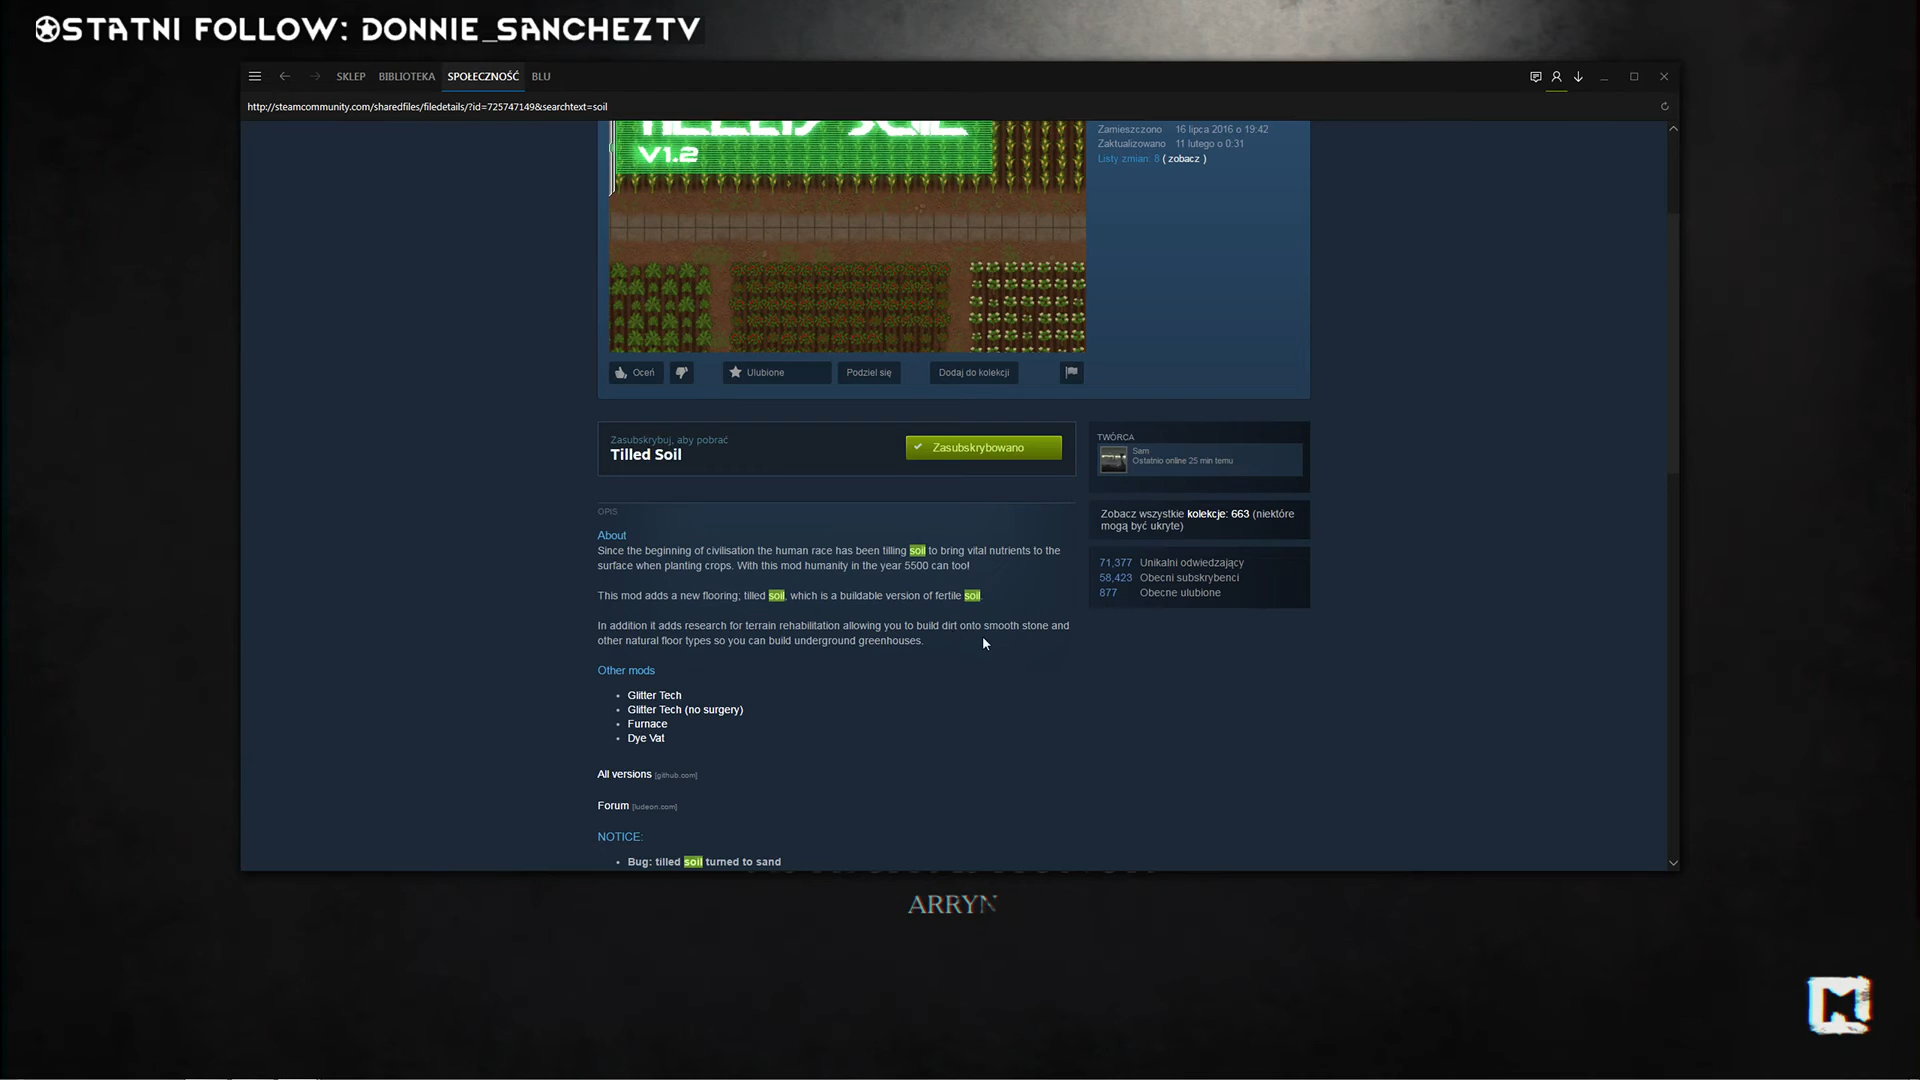 OSTATNI FOLLOW: DONNIE_SANCHEZTV
SKLEP BIBLIOTEKA SPOŁECZNOŚĆ BLU
http://steamcommunity.com/sharedfiles/filedetails/?id=725747149&searchtext=soil
TILLED SOIL
V1.2
Zamieszczono 16 lipca 2016 o 19:42
Zaktualizowano 11 lutego o 0:31
Listy zmian: 8 ( zobacz )
Oceń Ulubione Podziel się Dodaj do kolekcji
Zasubskrybuj, aby pobrać
Tilled Soil
Zasubskrybowano
TWÓRCA
Sam
Ostatnio online 25 min temu
Zobacz wszystkie kolekcje: 663 (niektóre
mogą być ukryte)
71,377 Unikalni odwiedzający
58,423 Obecni subskrybenci
877 Obecne ulubione
OPIS
About
Since the beginning of civilisation the human race has been tilling soil to bring vital nutrients to the
surface when planting crops. With this mod humanity in the year 5500 can too!
This mod adds a new flooring; tilled soil, which is a buildable version of fertile soil.
In addition it adds research for terrain rehabilitation allowing you to build dirt onto smooth stone and
other natural floor types so you can build underground greenhouses.
Other mods
Glitter Tech
Glitter Tech (no surgery)
Furnace
Dye Vat
All versions [github.com]
Forum [ludeon.com]
NOTICE:
Bug: tilled soil turned to sand
ARRYN